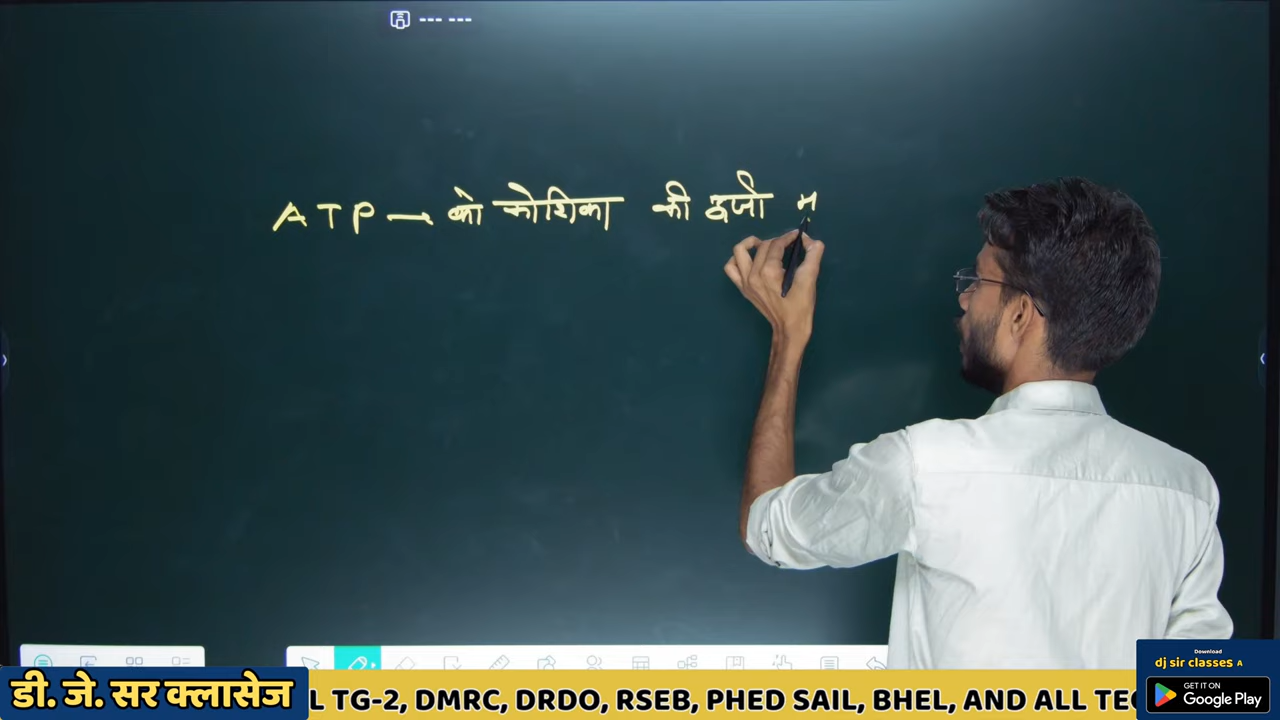 ATP → को कोशिका की ऊर्जा म
डी. जे. सर क्लासेज
L TG-2, DMRC, DRDO, RSEB, PHED SAIL, BHEL, AND ALL TEC
Download
dj sir classes A
GET IT ON
Google Play